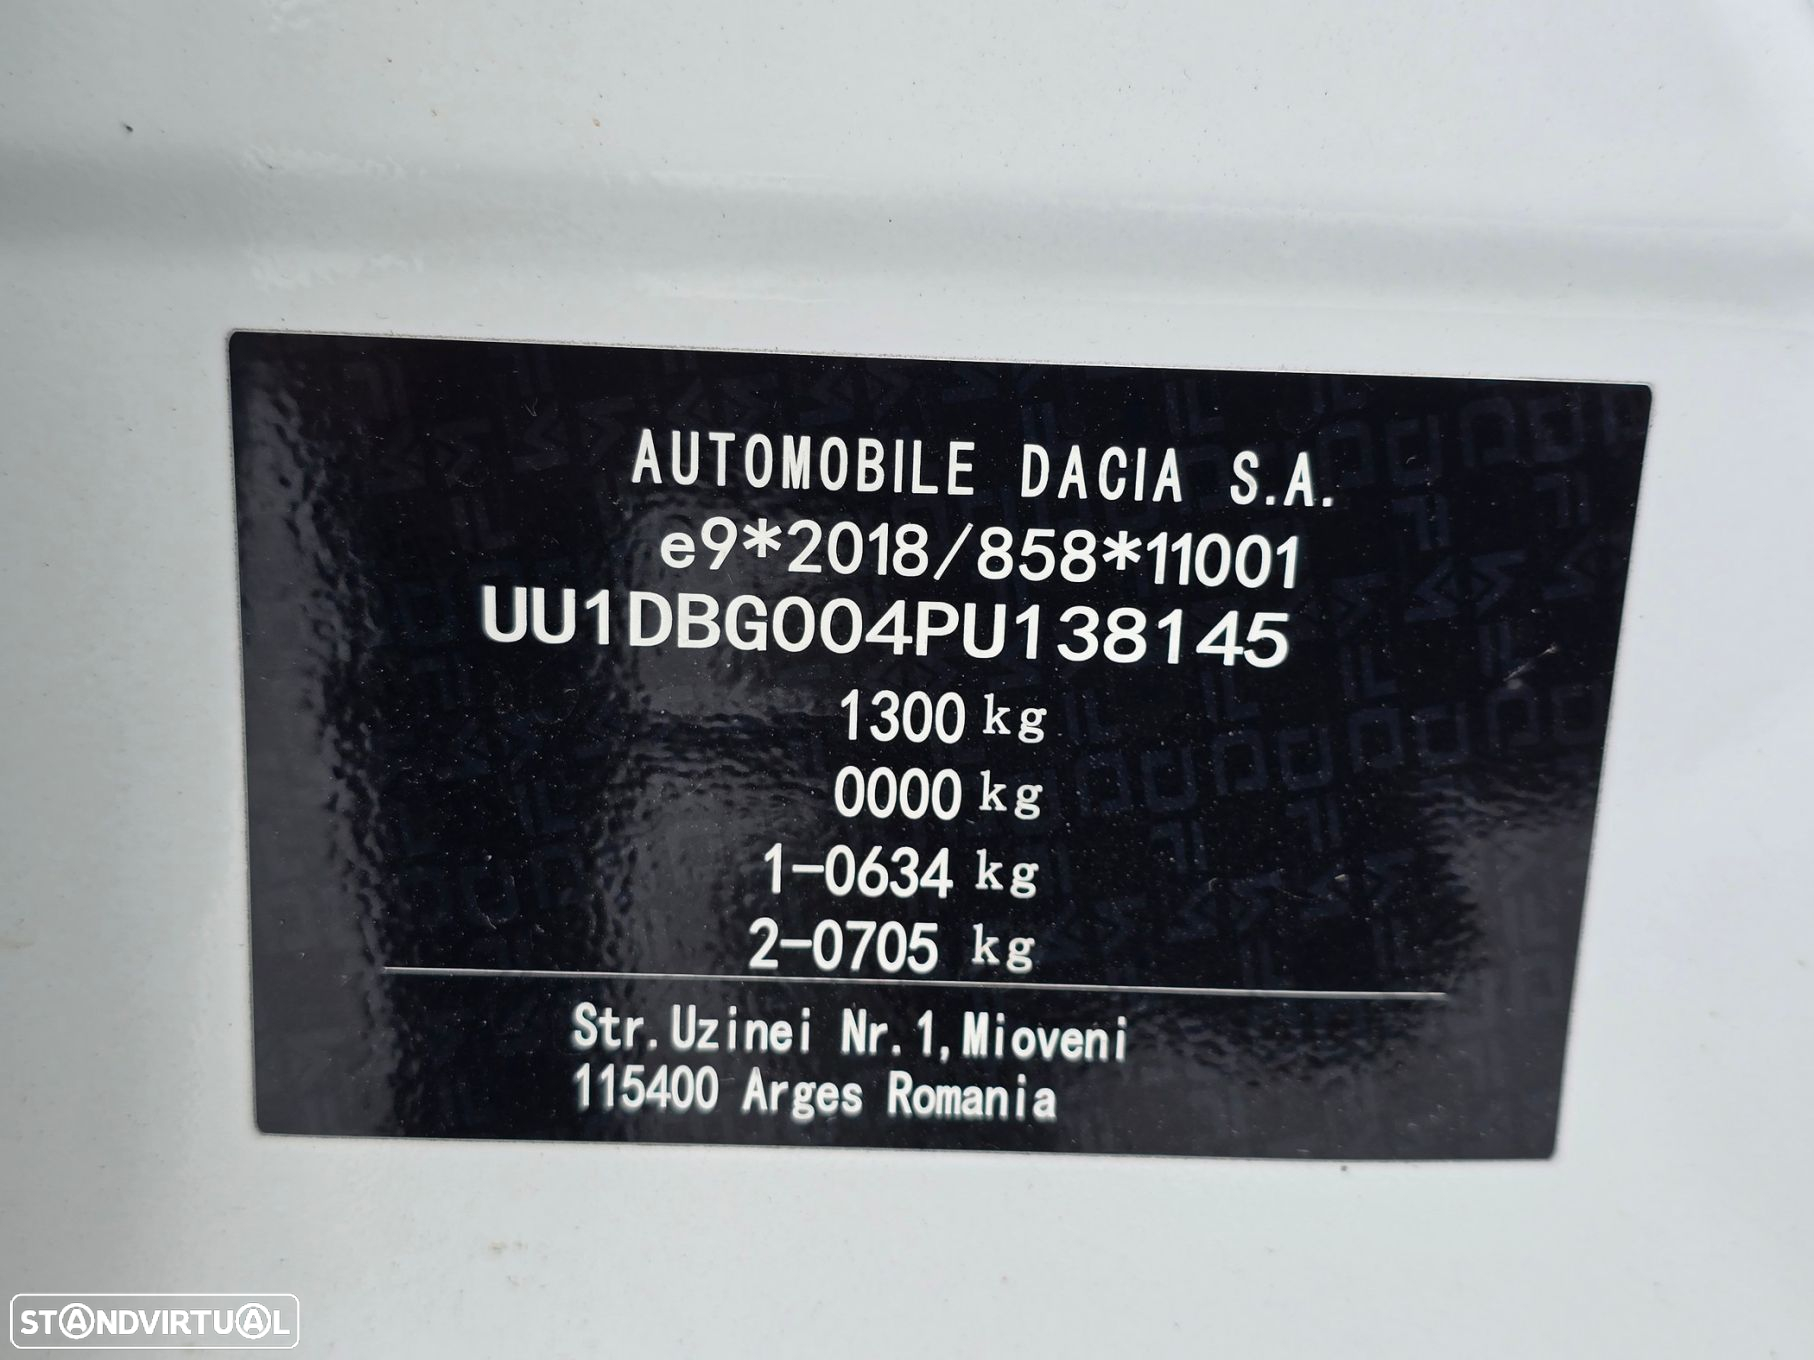 AUTOMOBILE DACIA S.A.
e9*2018/858*11001
UU1DBG004PU138145
1300 kg
0000 kg
1-0634 kg
2-0705 kg
Str.Uzinei Nr.1,Mioveni
115400 Arges Romania
STANDVIRTUAL